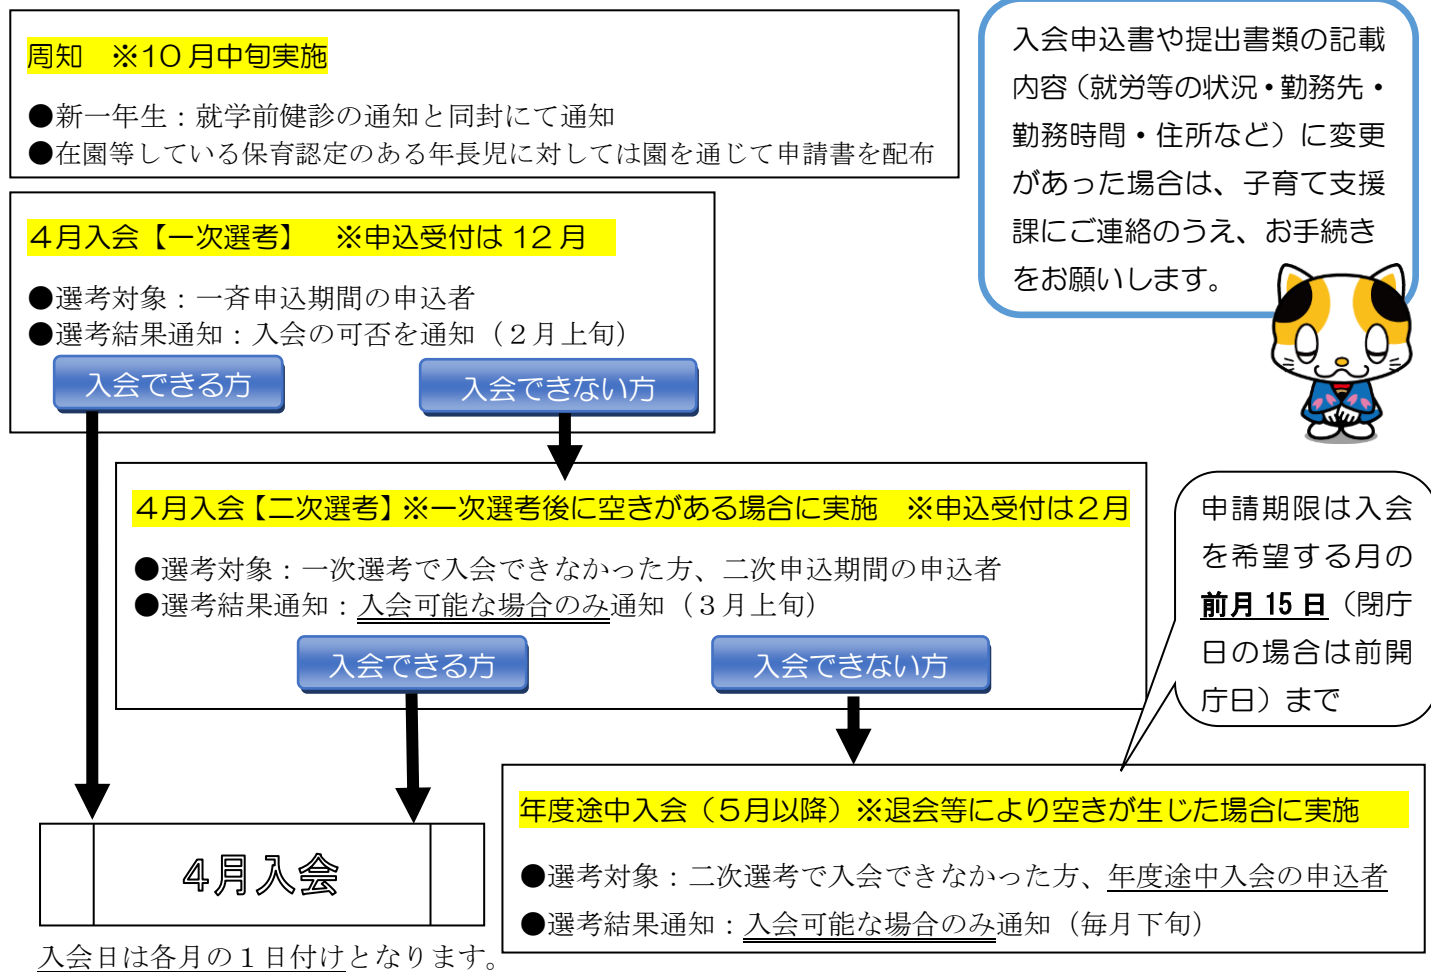 周知　※10月中旬実施
●新一年生：就学前健診の通知と同封にて通知
●在園等している保育認定のある年長児に対しては園を通じて申請書を配布
入会申込書や提出書類の記載
内容（就労等の状況・勤務先・
勤務時間・住所など）に変更
があった場合は、子育て支援
課にご連絡のうえ、お手続き
をお願いします。
４月入会【一次選考】　※申込受付は 12 月
●選考対象：一斉申込期間の申込者
●選考結果通知：入会の可否を通知（２月上旬）
入会できる方
入会できない方
４月入会【二次選考】※一次選考後に空きがある場合に実施　※申込受付は２月
●選考対象：一次選考で入会できなかった方、二次申込期間の申込者
●選考結果通知：入会可能な場合のみ通知（３月上旬）
入会できる方
入会できない方
申請期限は入会
を希望する月の
前月 15 日（閉庁
日の場合は前開
庁日）まで
年度途中入会（５月以降）※退会等により空きが生じた場合に実施
●選考対象：二次選考で入会できなかった方、年度途中入会の申込者
●選考結果通知：入会可能な場合のみ通知（毎月下旬）
４月入会
入会日は各月の１日付けとなります。